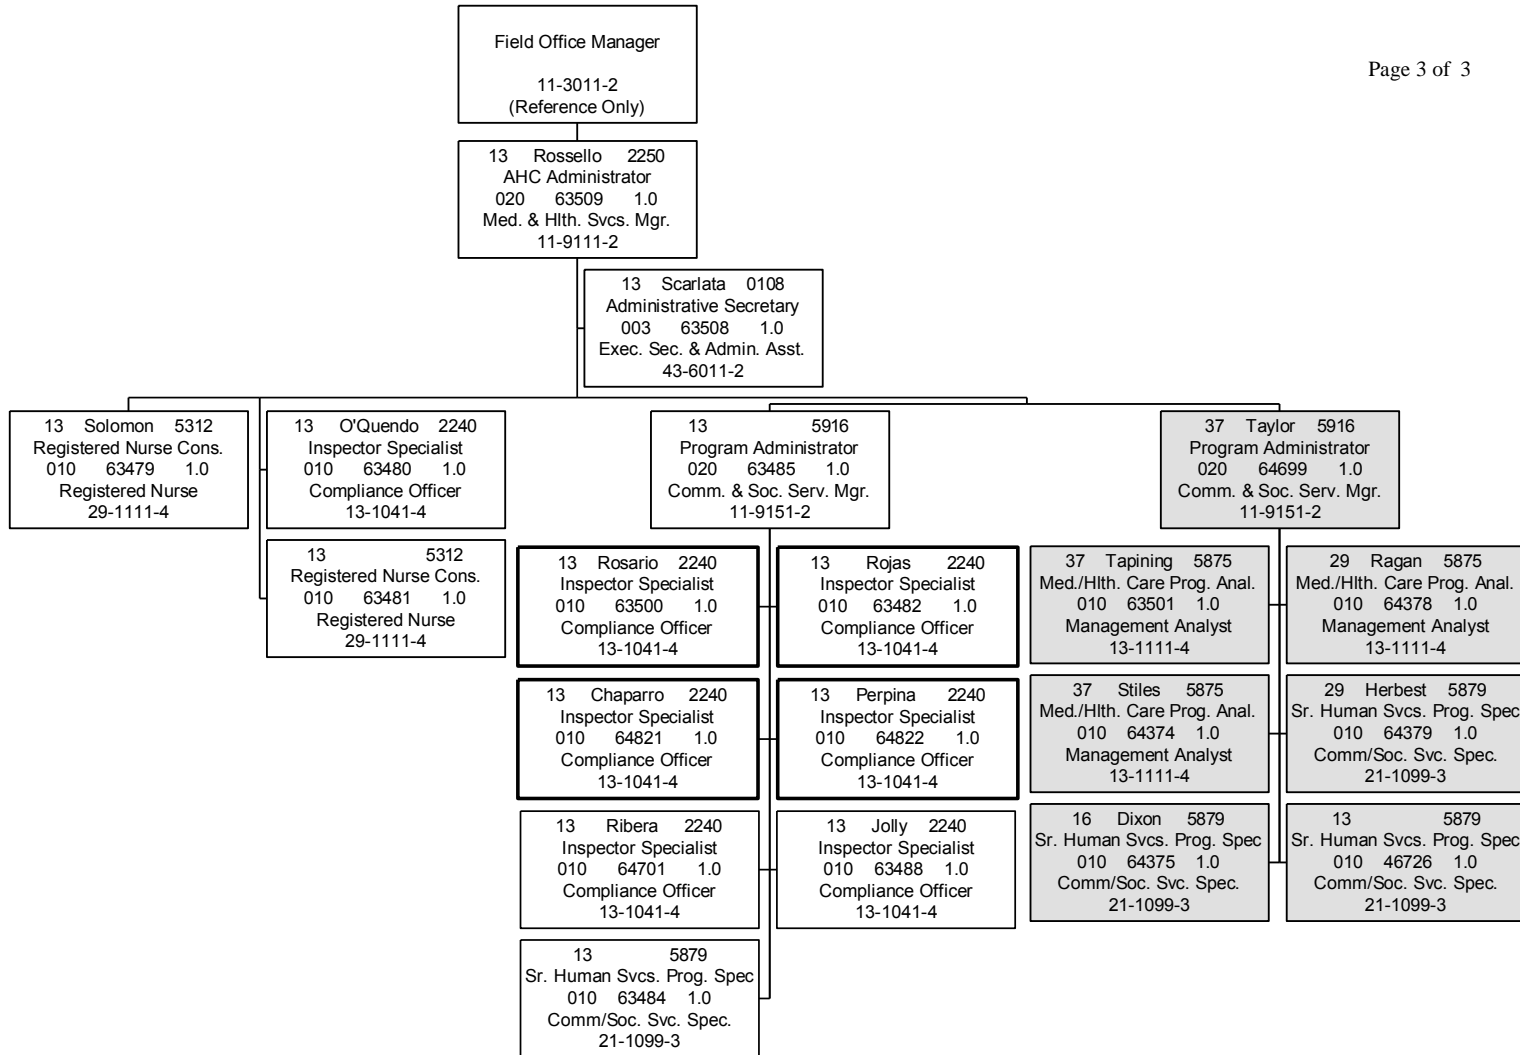 Page 3 of 3
Field Office Manager
11-3011-2
(Reference Only)
13 Rossello 2250
AHC Administrator
020 63509 1.0
Med. & Hlth. Svcs. Mgr.
11-9111-2
13 Scarlata 0108
Administrative Secretary
003 63508 1.0
Exec. Sec. & Admin. Asst.
43-6011-2
13 Solomon 5312
Registered Nurse Cons.
010 63479 1.0
Registered Nurse
29-1111-4
13 O'Quendo 2240
Inspector Specialist
010 63480 1.0
Compliance Officer
13-1041-4
13 5312
Registered Nurse Cons.
010 63481 1.0
Registered Nurse
29-1111-4
13 5916
Program Administrator
020 63485 1.0
Comm. & Soc. Serv. Mgr.
11-9151-2
13 Rosario 2240
Inspector Specialist
010 63500 1.0
Compliance Officer
13-1041-4
13 Rojas 2240
Inspector Specialist
010 63482 1.0
Compliance Officer
13-1041-4
13 Chaparro 2240
Inspector Specialist
010 64821 1.0
Compliance Officer
13-1041-4
13 Perpina 2240
Inspector Specialist
010 64822 1.0
Compliance Officer
13-1041-4
13 Ribera 2240
Inspector Specialist
010 64701 1.0
Compliance Officer
13-1041-4
13 Jolly 2240
Inspector Specialist
010 63488 1.0
Compliance Officer
13-1041-4
13 5879
Sr. Human Svcs. Prog. Spec
010 63484 1.0
Comm/Soc. Svc. Spec.
21-1099-3
37 Taylor 5916
Program Administrator
020 64699 1.0
Comm. & Soc. Serv. Mgr.
11-9151-2
37 Tapining 5875
Med./Hlth. Care Prog. Anal.
010 63501 1.0
Management Analyst
13-1111-4
29 Ragan 5875
Med./Hlth. Care Prog. Anal.
010 64378 1.0
Management Analyst
13-1111-4
37 Stiles 5875
Med./Hlth. Care Prog. Anal.
010 64374 1.0
Management Analyst
13-1111-4
29 Herbest 5879
Sr. Human Svcs. Prog. Spec
010 64379 1.0
Comm/Soc. Svc. Spec.
21-1099-3
16 Dixon 5879
Sr. Human Svcs. Prog. Spec
010 64375 1.0
Comm/Soc. Svc. Spec.
21-1099-3
13 5879
Sr. Human Svcs. Prog. Spec
010 46726 1.0
Comm/Soc. Svc. Spec.
21-1099-3